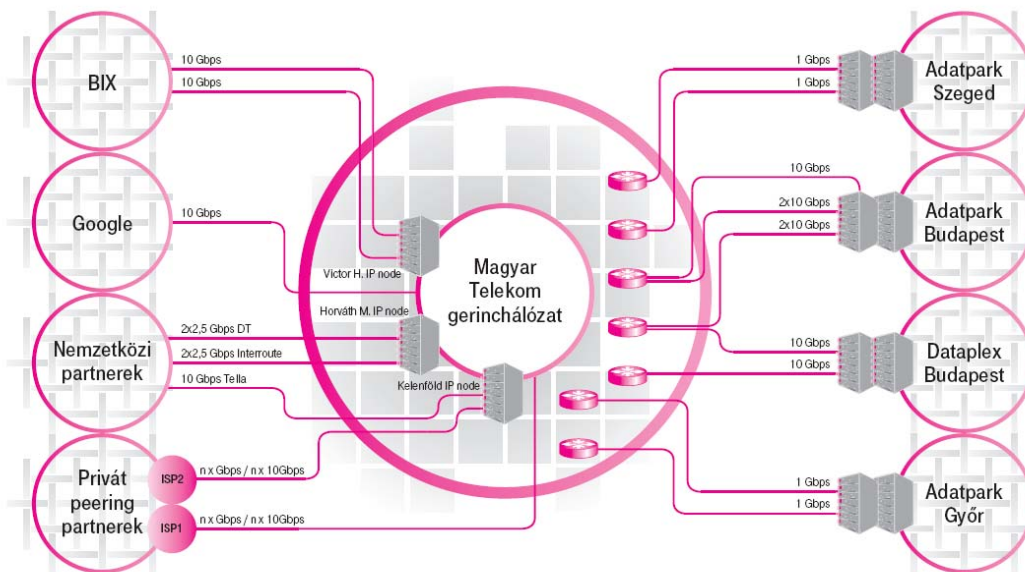 BIX
10 Gbps
10 Gbps
Google
10 Gbps
Nemzetközi
partnerek
2x2,5 Gbps DT
2x2,5 Gbps Interroute
10 Gbps Tella
Privát
peering
partnerek
ISP2
n x Gbps / n x 10Gbps
ISP1
n x Gbps / n x 10Gbps
Victor H. IP node
Horváth M. IP node
Kelenföld IP node
Magyar
Telekom
gerinchálózat
1 Gbps
1 Gbps
Adatpark
Szeged
10 Gbps
2x10 Gbps
2x10 Gbps
Adatpark
Budapest
10 Gbps
10 Gbps
Dataplex
Budapest
1 Gbps
1 Gbps
Adatpark
Győr